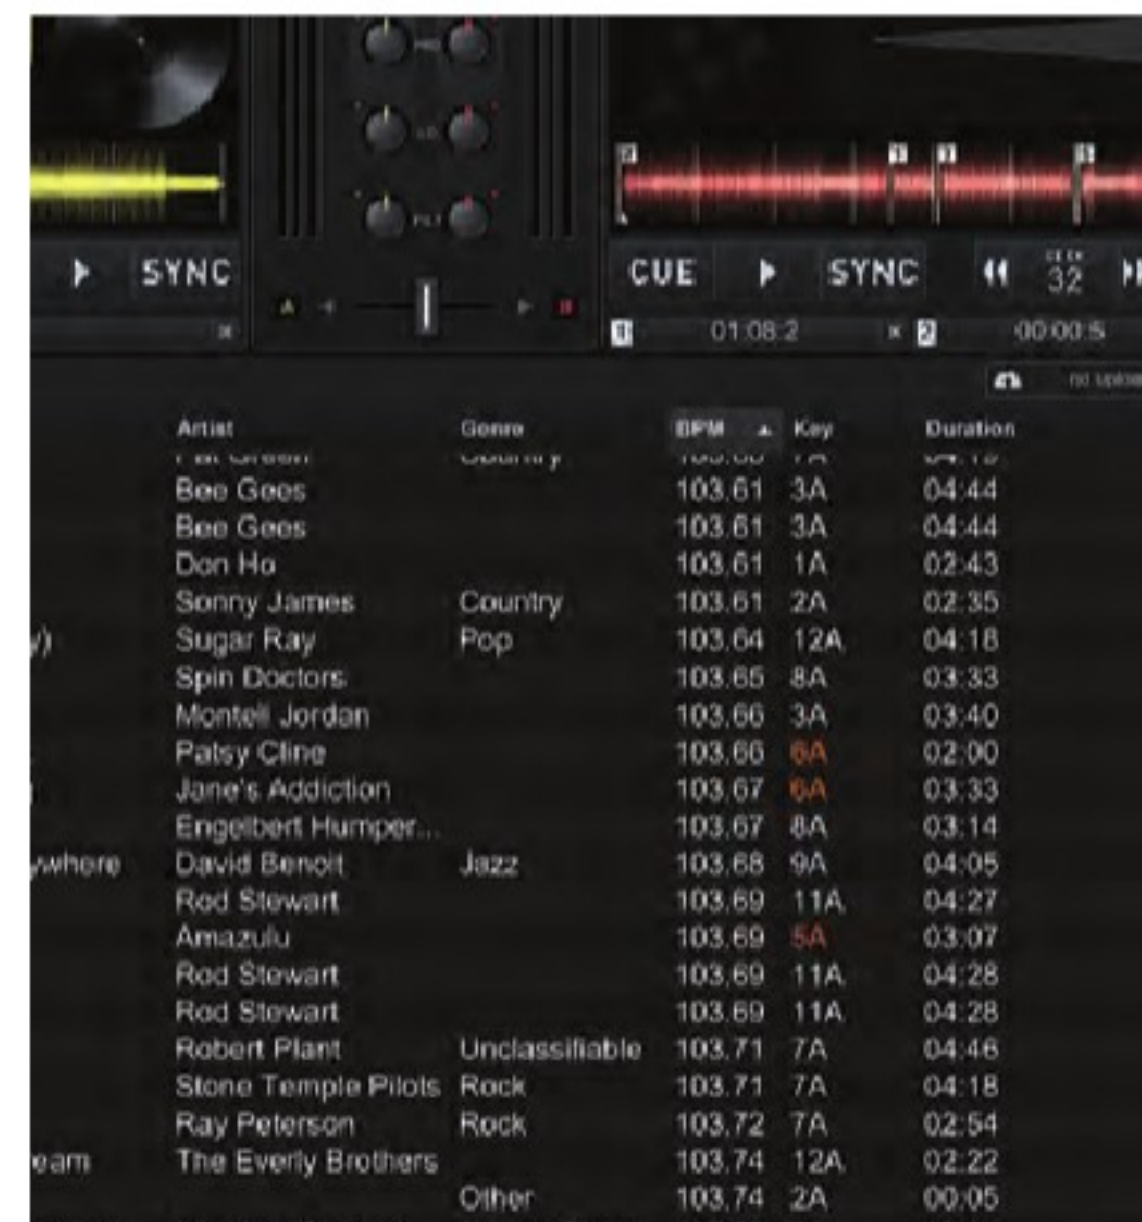 SYNC
CUE SYNC 32
A B
1 01:08:2 2 00:00:5
Artist Genre BPM Key Duration
Bee Gees 103.61 3A 04:44
Bee Gees 103.61 3A 04:44
Don Ho 103.61 1A 02:43
Sonny James Country 103.61 2A 02:35
y) Sugar Ray Pop 103.64 12A 04:18
Spin Doctors 103.65 8A 03:33
Montell Jordan 103.66 3A 03:40
Patsy Cline 103.66 6A 02:00
Jane's Addiction 103.67 6A 03:33
Engelbert Humper... 103.67 8A 03:14
ywhere David Benoit Jazz 103.68 9A 04:05
Rod Stewart 103.69 11A 04:27
Amazulu 103.69 5A 03:07
Rod Stewart 103.69 11A 04:28
Rod Stewart 103.69 11A 04:28
Robert Plant Unclassifiable 103.71 7A 04:46
Stone Temple Pilots Rock 103.71 7A 04:18
Ray Peterson Rock 103.72 7A 02:54
eam The Everly Brothers 103.74 12A 02:22
Other 103.74 2A 00:05